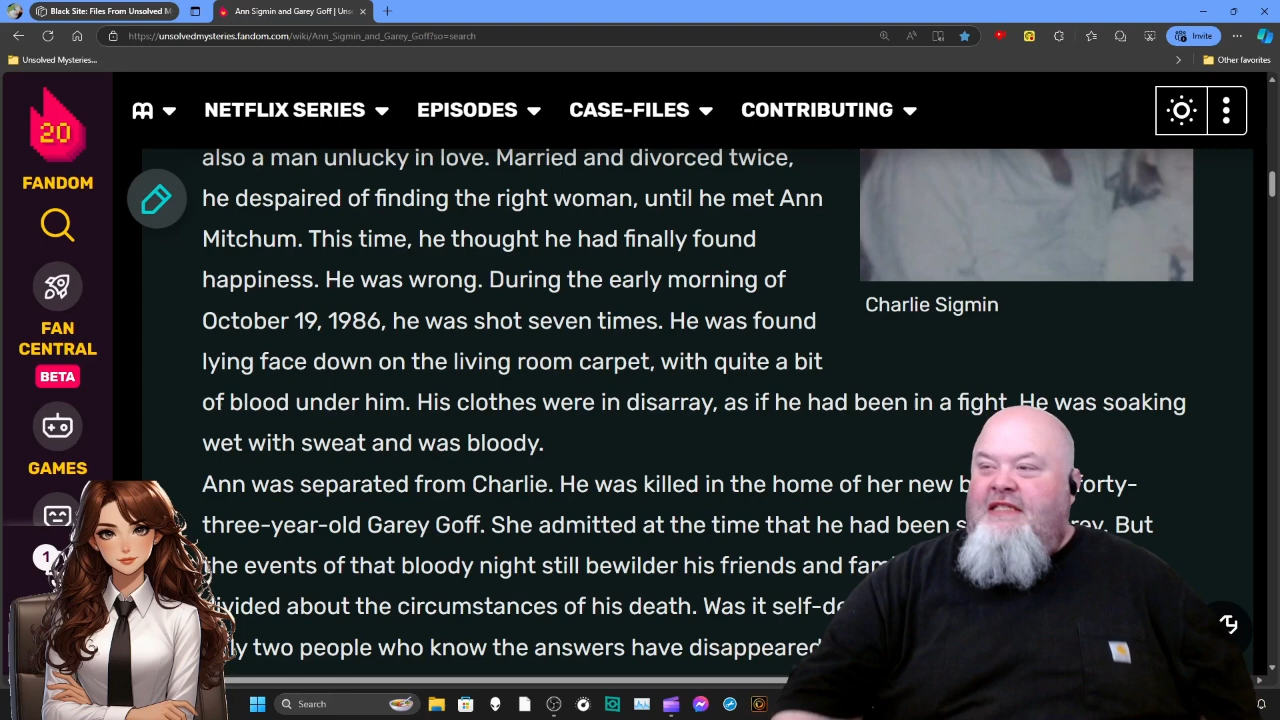 Black Site: Files From Unsolved M
Ann Sigmin and Garey Goff | Uns
https://unsolvedmysteries.fandom.com/wiki/Ann_Sigmin_and_Garey_Goff?so=search
Invite
Unsolved Mysteries...
Other favorites
20
FANDOM
FAN
CENTRAL
BETA
GAMES
1
NETFLIX SERIES
EPISODES
CASE-FILES
CONTRIBUTING
also a man unlucky in love. Married and divorced twice,
he despaired of finding the right woman, until he met Ann
Mitchum. This time, he thought he had finally found
happiness. He was wrong. During the early morning of
October 19, 1986, he was shot seven times. He was found
lying face down on the living room carpet, with quite a bit
of blood under him. His clothes were in disarray, as if he had been in a fight. He was soaking
wet with sweat and was bloody.
Charlie Sigmin
Ann was separated from Charlie. He was killed in the home of her new b forty-
three-year-old Garey Goff. She admitted at the time that he had been s rey. But
the events of that bloody night still bewilder his friends and fam
divided about the circumstances of his death. Was it self-de
ly two people who know the answers have disappeared
Search